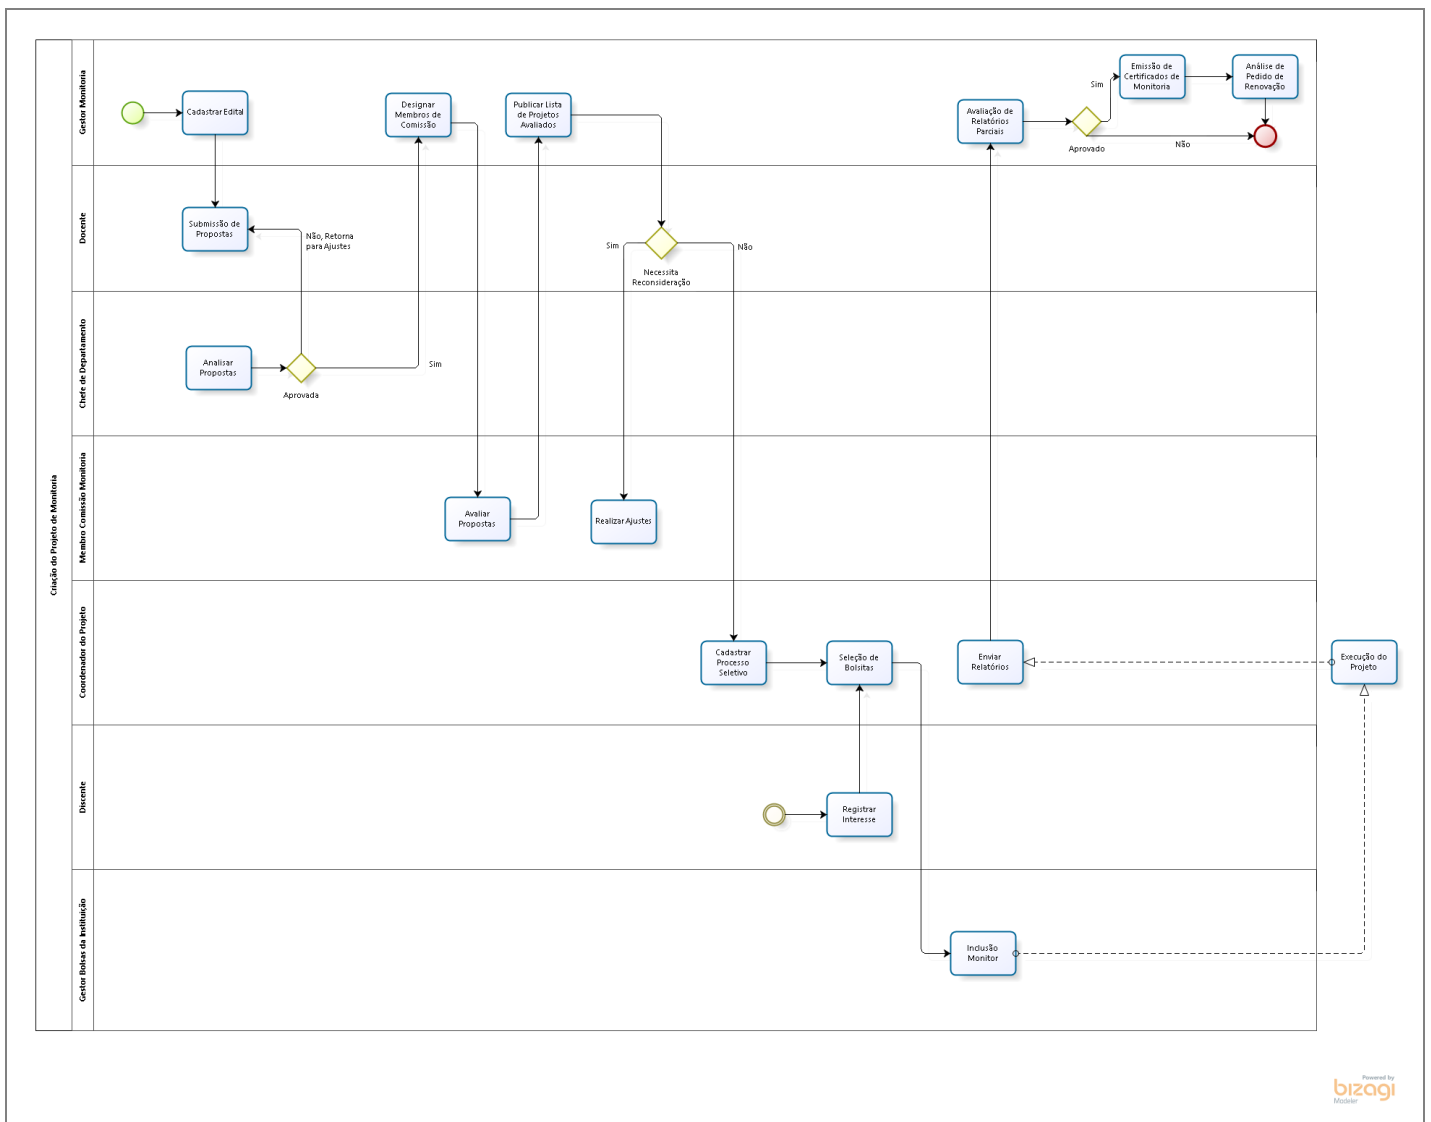 Criação do Projeto de Monitoria
Gestor Monitoria
Cadastrar Edital
Designar
Membros de
Comissão
Publicar Lista
de Projetos
Avaliados
Avaliação de
Relatórios
Parciais
Aprovado
Sim
Não
Emissão de
Certificados de
Monitoria
Análise de
Pedido de
Renovação
Docente
Submissão de
Propostas
Não, Retorna
para Ajustes
Sim
Não
Necessita
Reconsideração
Chefe de Departamento
Analisar
Propostas
Aprovada
Sim
Membro Comissão Monitoria
Avaliar
Propostas
Realizar Ajustes
Coordenador do Projeto
Cadastrar
Processo
Seletivo
Seleção de
Bolsitas
Enviar
Relatórios
Execução do
Projeto
Discente
Registrar
Interesse
Gestor Bolsas da Instituição
Inclusão
Monitor
Powered by
bizagi
Modeler